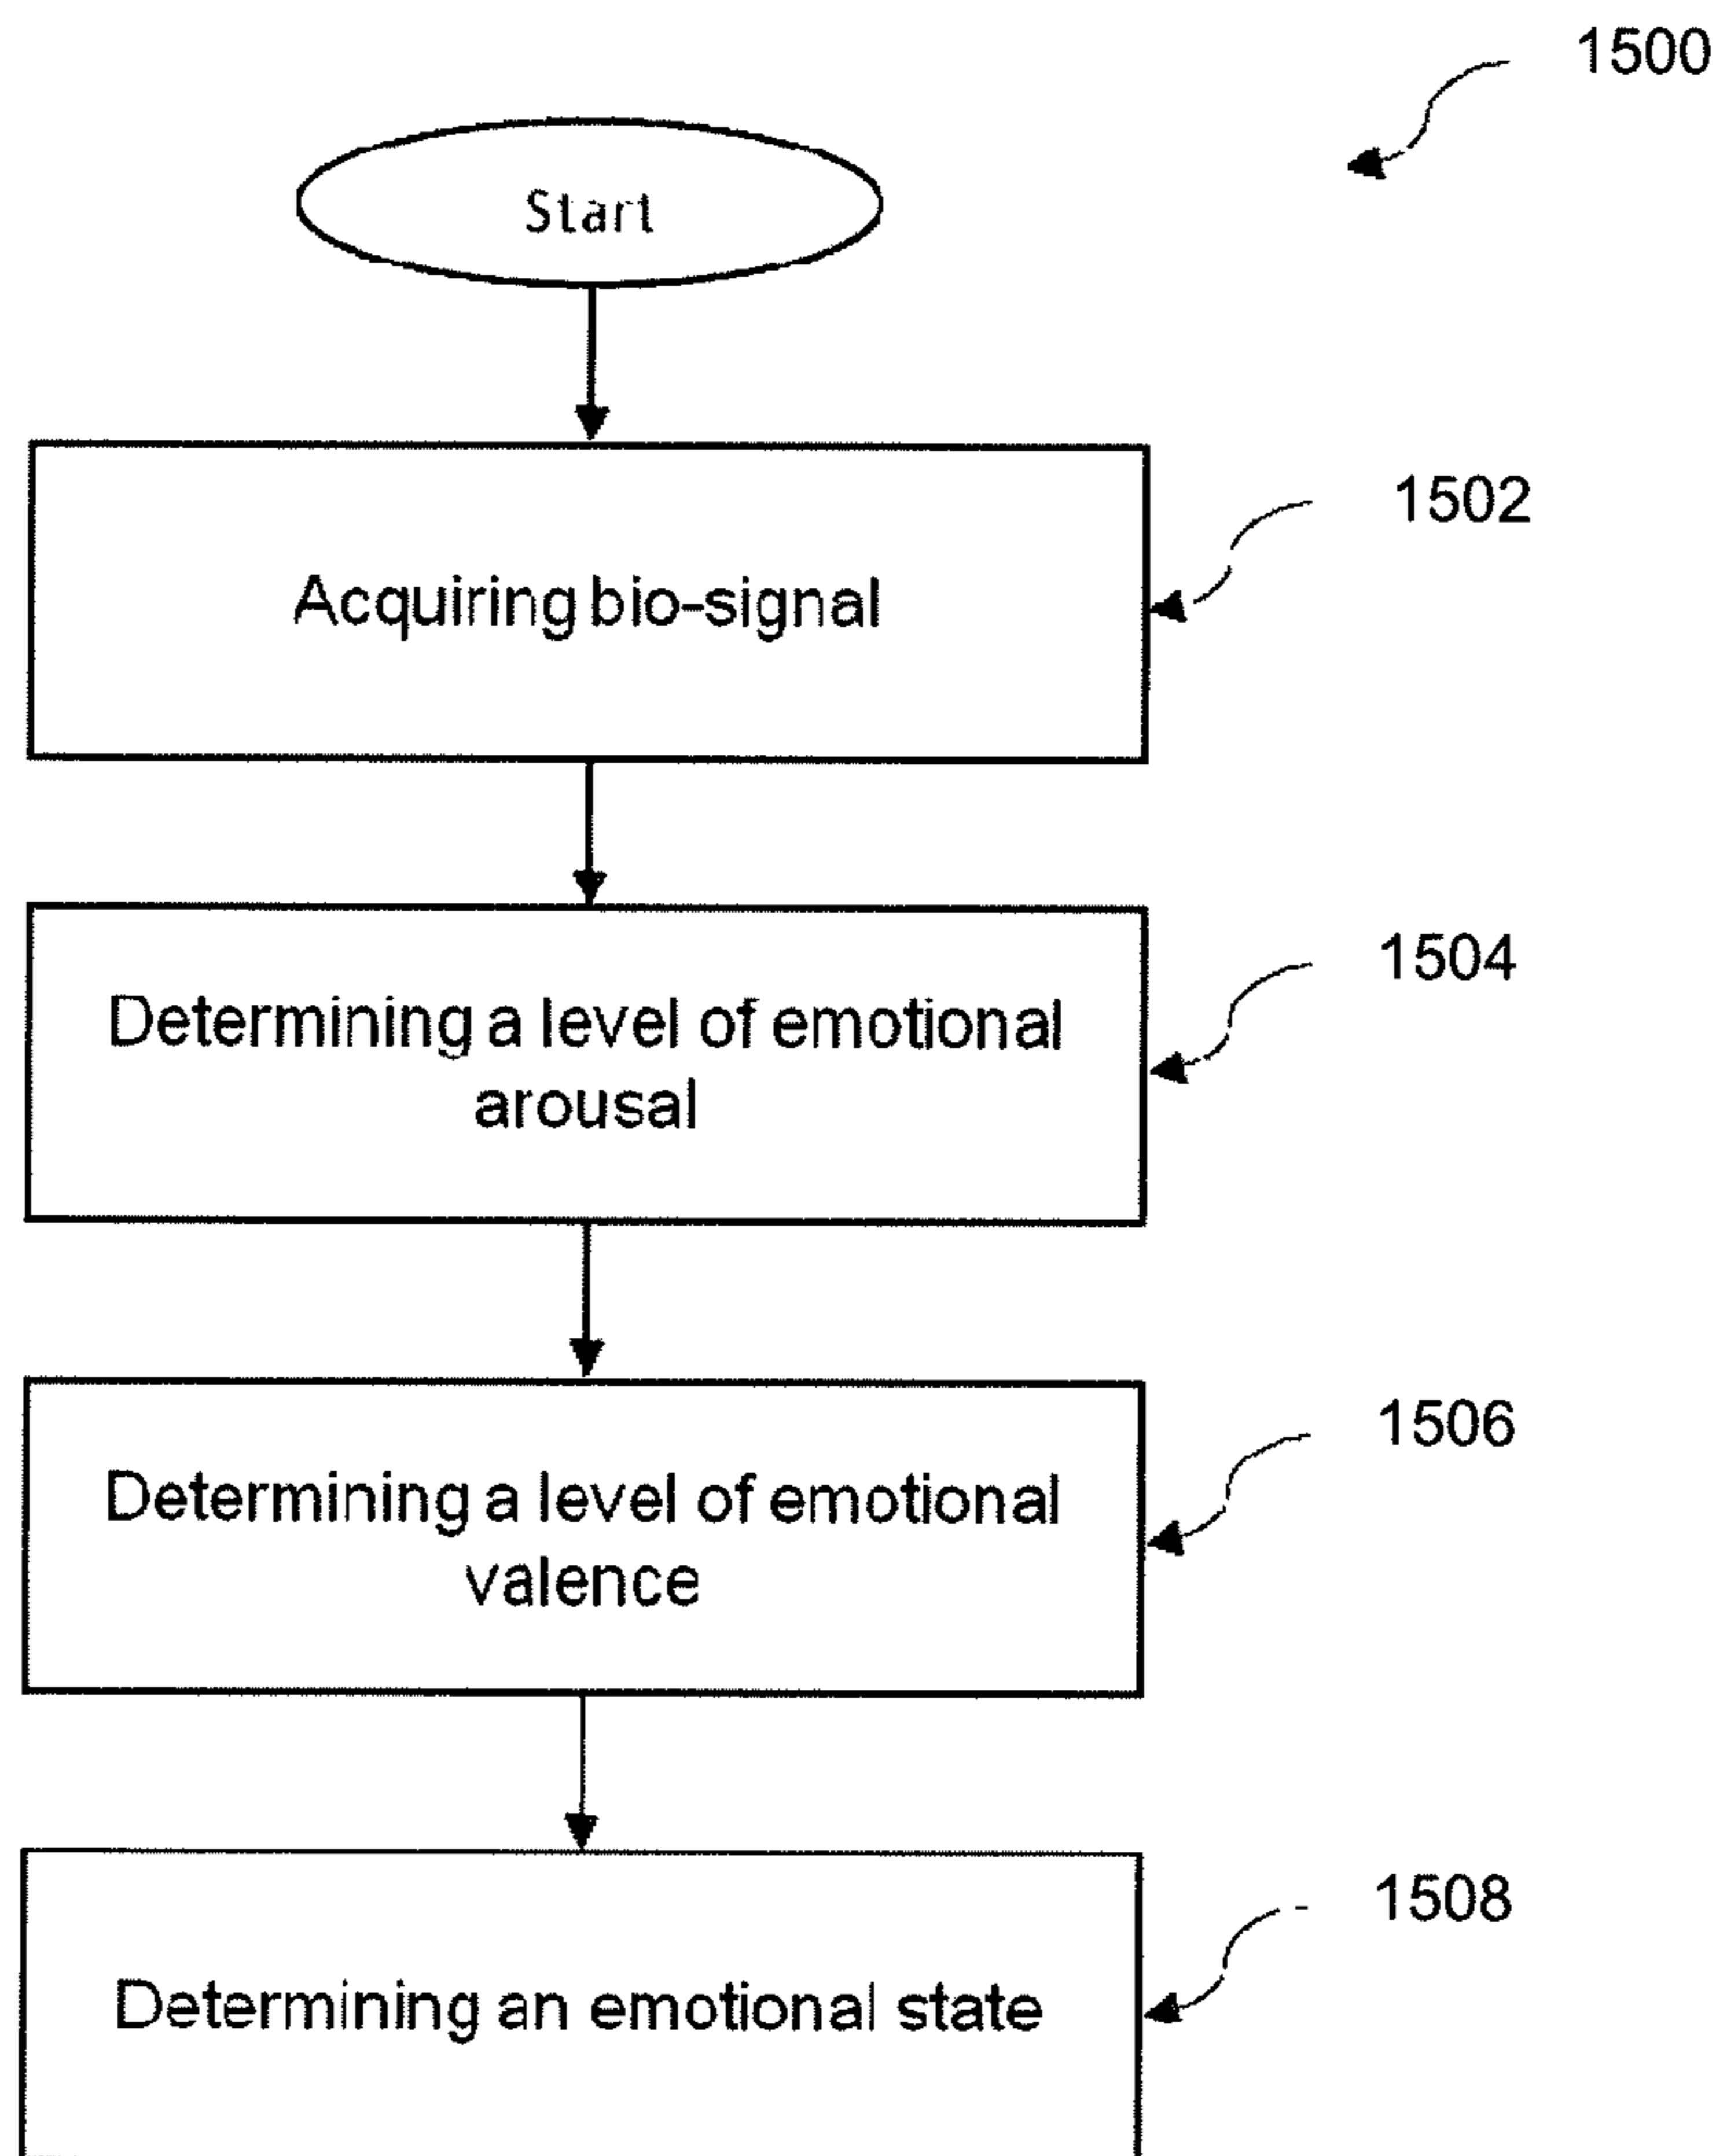 1500
Start
1502
Acquiring bio-signal
1504
Determining a level of emotional
arousal
1506
Determining a level of emotional
valence
1508
Determining an emotional state